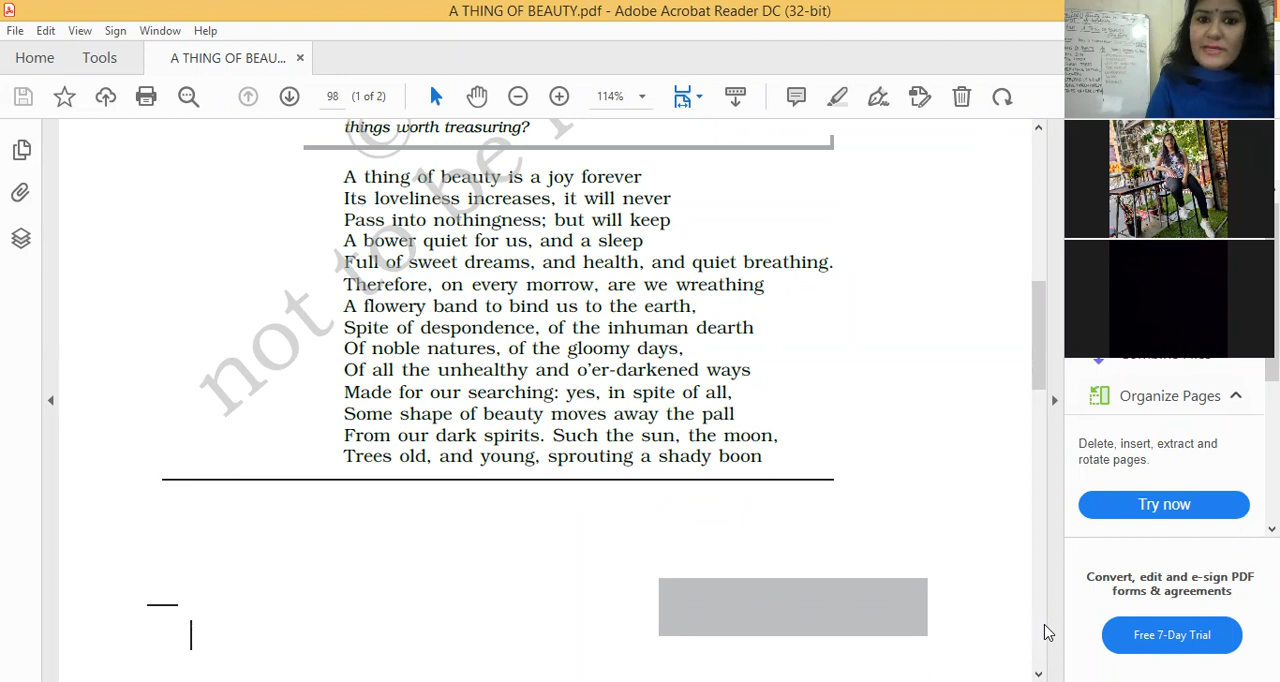 A THING OF BEAUTY.pdf - Adobe Acrobat Reader DC (32-bit)
File Edit View Sign Window Help
Home Tools A THING OF BEAU... ×
98 (1 of 2) 114%
not to be
©
things worth treasuring?
A thing of beauty is a joy forever
Its loveliness increases, it will never
Pass into nothingness; but will keep
A bower quiet for us, and a sleep
Full of sweet dreams, and health, and quiet breathing.
Therefore, on every morrow, are we wreathing
A flowery band to bind us to the earth,
Spite of despondence, of the inhuman dearth
Of noble natures, of the gloomy days,
Of all the unhealthy and o'er-darkened ways
Made for our searching: yes, in spite of all,
Some shape of beauty moves away the pall
From our dark spirits. Such the sun, the moon,
Trees old, and young, sprouting a shady boon
Organize Pages
Delete, insert, extract and
rotate pages.
Try now
Convert, edit and e-sign PDF
forms & agreements
Free 7-Day Trial